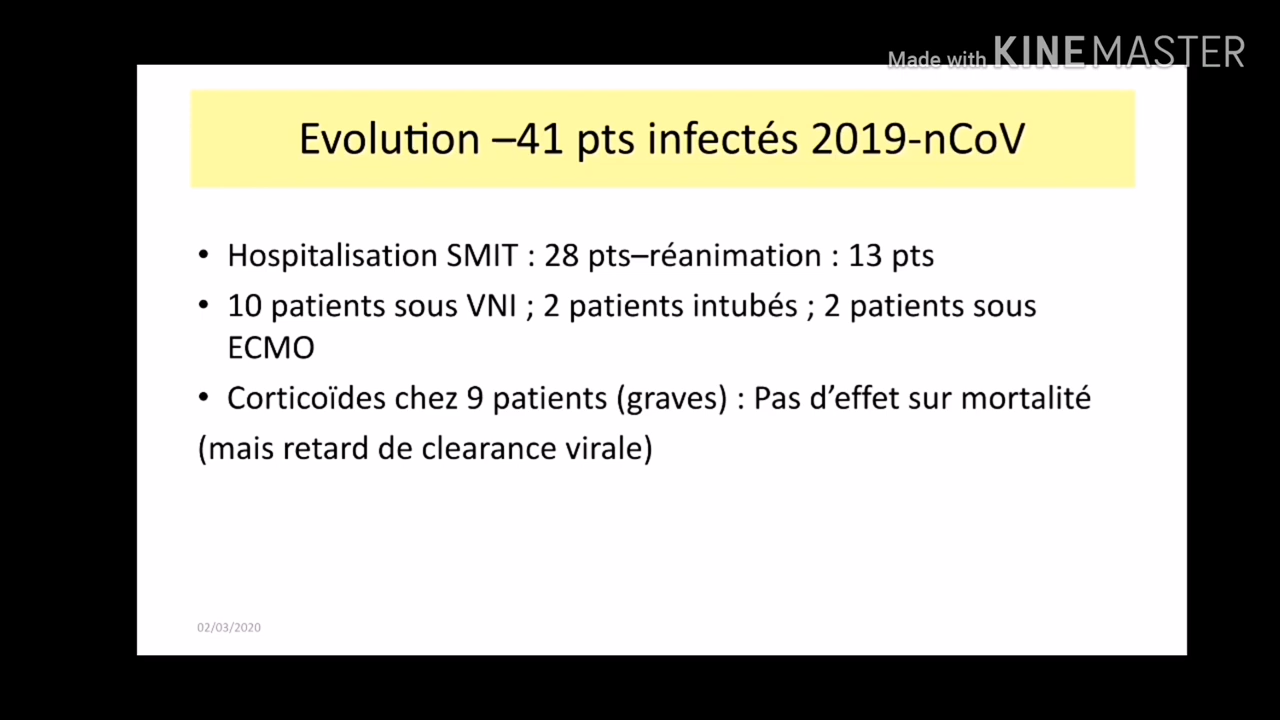 Made with KINEMASTER
Evolution –41 pts infectés 2019-nCoV
• Hospitalisation SMIT : 28 pts–réanimation : 13 pts
• 10 patients sous VNI ; 2 patients intubés ; 2 patients sous
ECMO
• Corticoïdes chez 9 patients (graves) : Pas d’effet sur mortalité
(mais retard de clearance virale)
02/03/2020